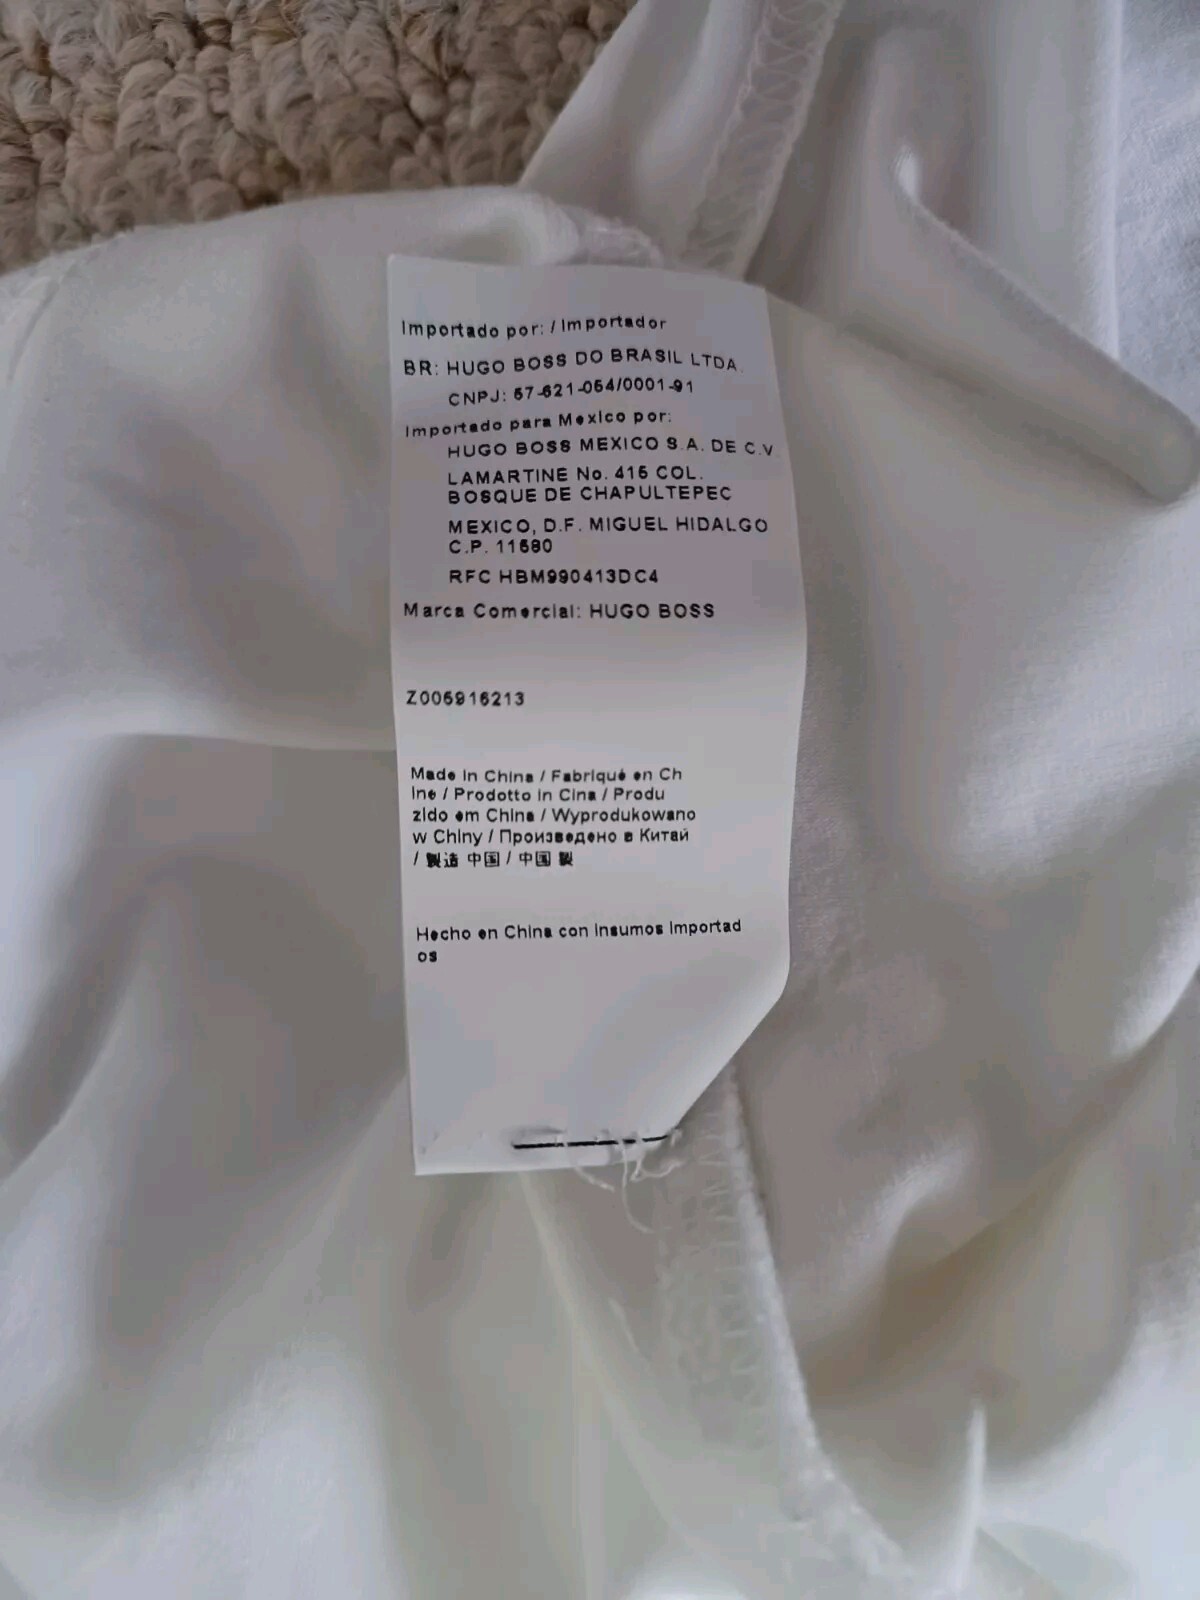 Importado por: / Importador
BR: HUGO BOSS DO BRASIL LTDA.
CNPJ: 57-621-054/0001-91
Importado para Mexico por:
HUGO BOSS MEXICO S.A. DE C.V
LAMARTINE No. 415 COL.
BOSQUE DE CHAPULTEPEC
MEXICO, D.F. MIGUEL HIDALGO
C.P. 11580
RFC HBM990413DC4
Marca Comercial: HUGO BOSS
Z005916213
Made in China / Fabriqué en Ch
ine / Prodotto in Cina / Produ
zido em China / Wyprodukowano
w Chiny / Произведено в Китай
/ 製造 中国 / 中国 製
Hecho en China con insumos importad
os